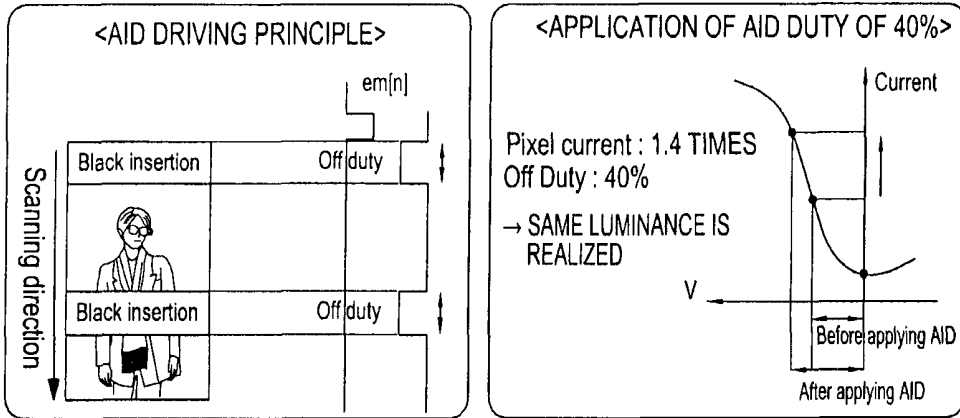 <AID DRIVING PRINCIPLE>
em[n]
Black insertion
Off duty
Scanning direction
Black insertion
Off duty
<APPLICATION OF AID DUTY OF 40%>
Current
Pixel current : 1.4 TIMES
Off Duty : 40%
→ SAME LUMINANCE IS
REALIZED
V
Before applying AID
After applying AID